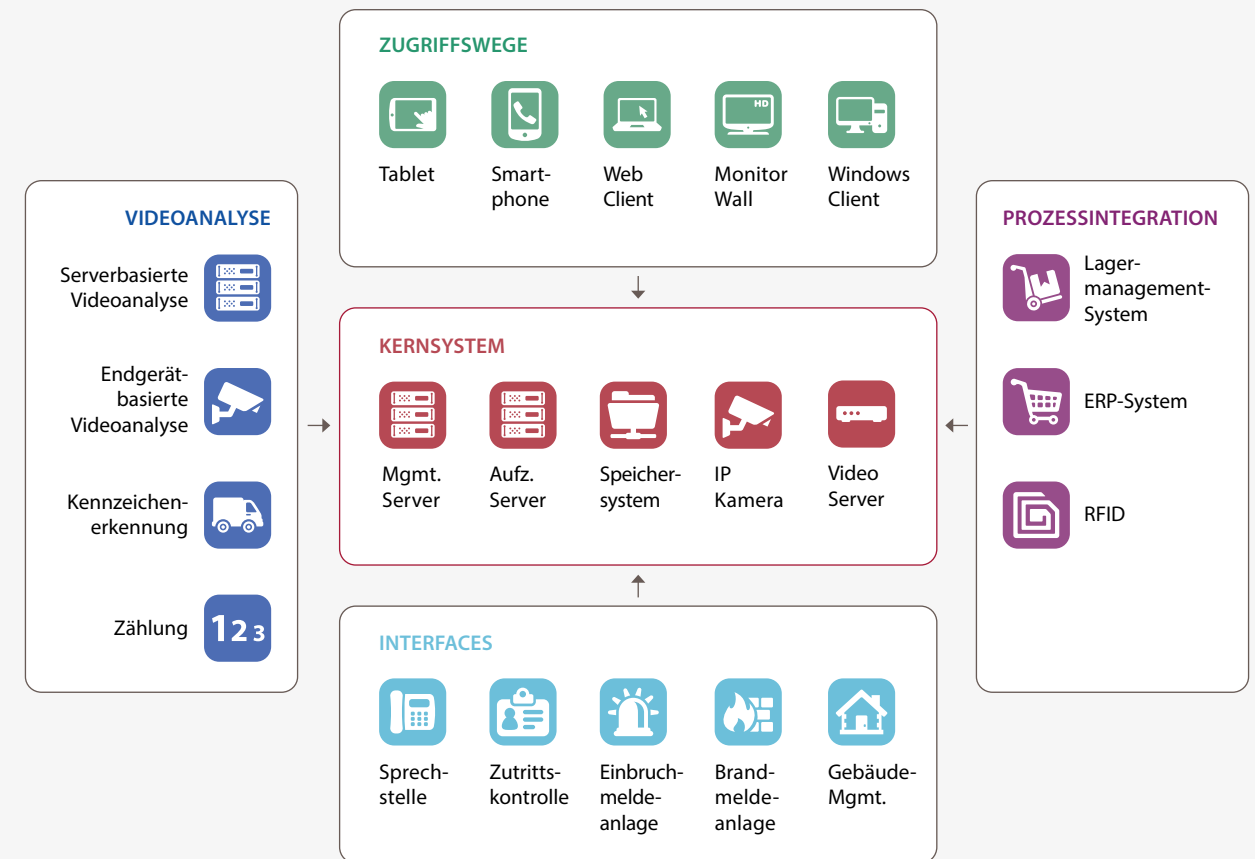 ZUGRIFFSWEGE
Tablet
Smart-
phone
Web
Client
Monitor
HD
Wall
Windows
Client
VIDEOANALYSE
Serverbasierte
Videoanalyse
Endgerät-
basierte
Videoanalyse
Kennzeichen-
erkennung
Zählung
123
KERNSYSTEM
Mgmt.
Server
Aufz.
Server
Speicher-
system
IP
Kamera
Video
Server
PROZESSINTEGRATION
Lager-
management-
System
ERP-System
RFID
INTERFACES
Sprech-
stelle
Zutritts-
kontrolle
Einbruch-
melde-
anlage
Brand-
melde-
anlage
Gebäude-
Mgmt.